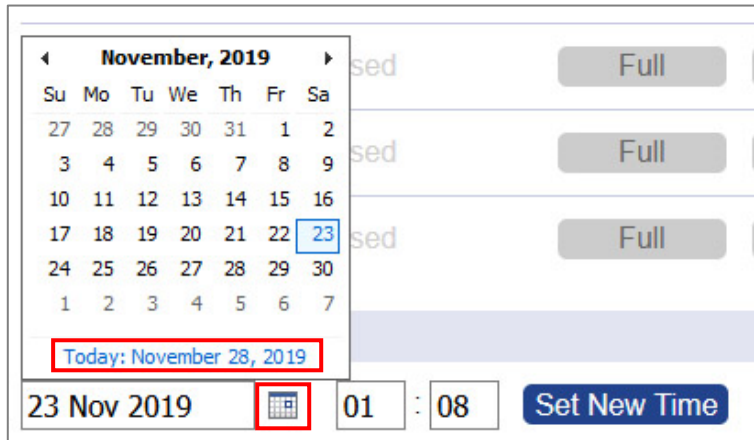 November, 2019
Su Mo Tu We Th Fr Sa
27 28 29 30 31 1 2
3 4 5 6 7 8 9
10 11 12 13 14 15 16
17 18 19 20 21 22 23
24 25 26 27 28 29 30
1 2 3 4 5 6 7
Today: November 28, 2019
sed Full
sed Full
sed Full
23 Nov 2019 01 : 08 Set New Time